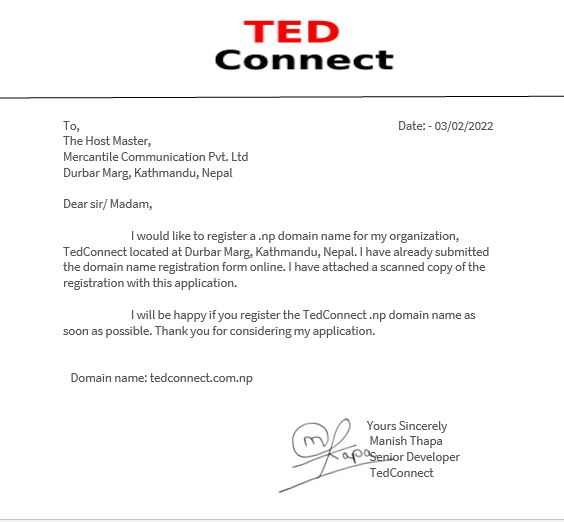 TED
Connect
To,
Date: - 03/02/2022
The Host Master,
Mercantile Communication Pvt. Ltd
Durbar Marg, Kathmandu, Nepal
Dear sir/ Madam,
I would like to register a .np domain name for my organization,
TedConnect located at Durbar Marg, Kathmandu, Nepal. I have already submitted
the domain name registration form online. I have attached a scanned copy of the
registration with this application.
I will be happy if you register the TedConnect .np domain name as
soon as possible. Thank you for considering my application.
Domain name: tedconnect.com.np
Yours Sincerely
Manish Thapa
Senior Developer
TedConnect